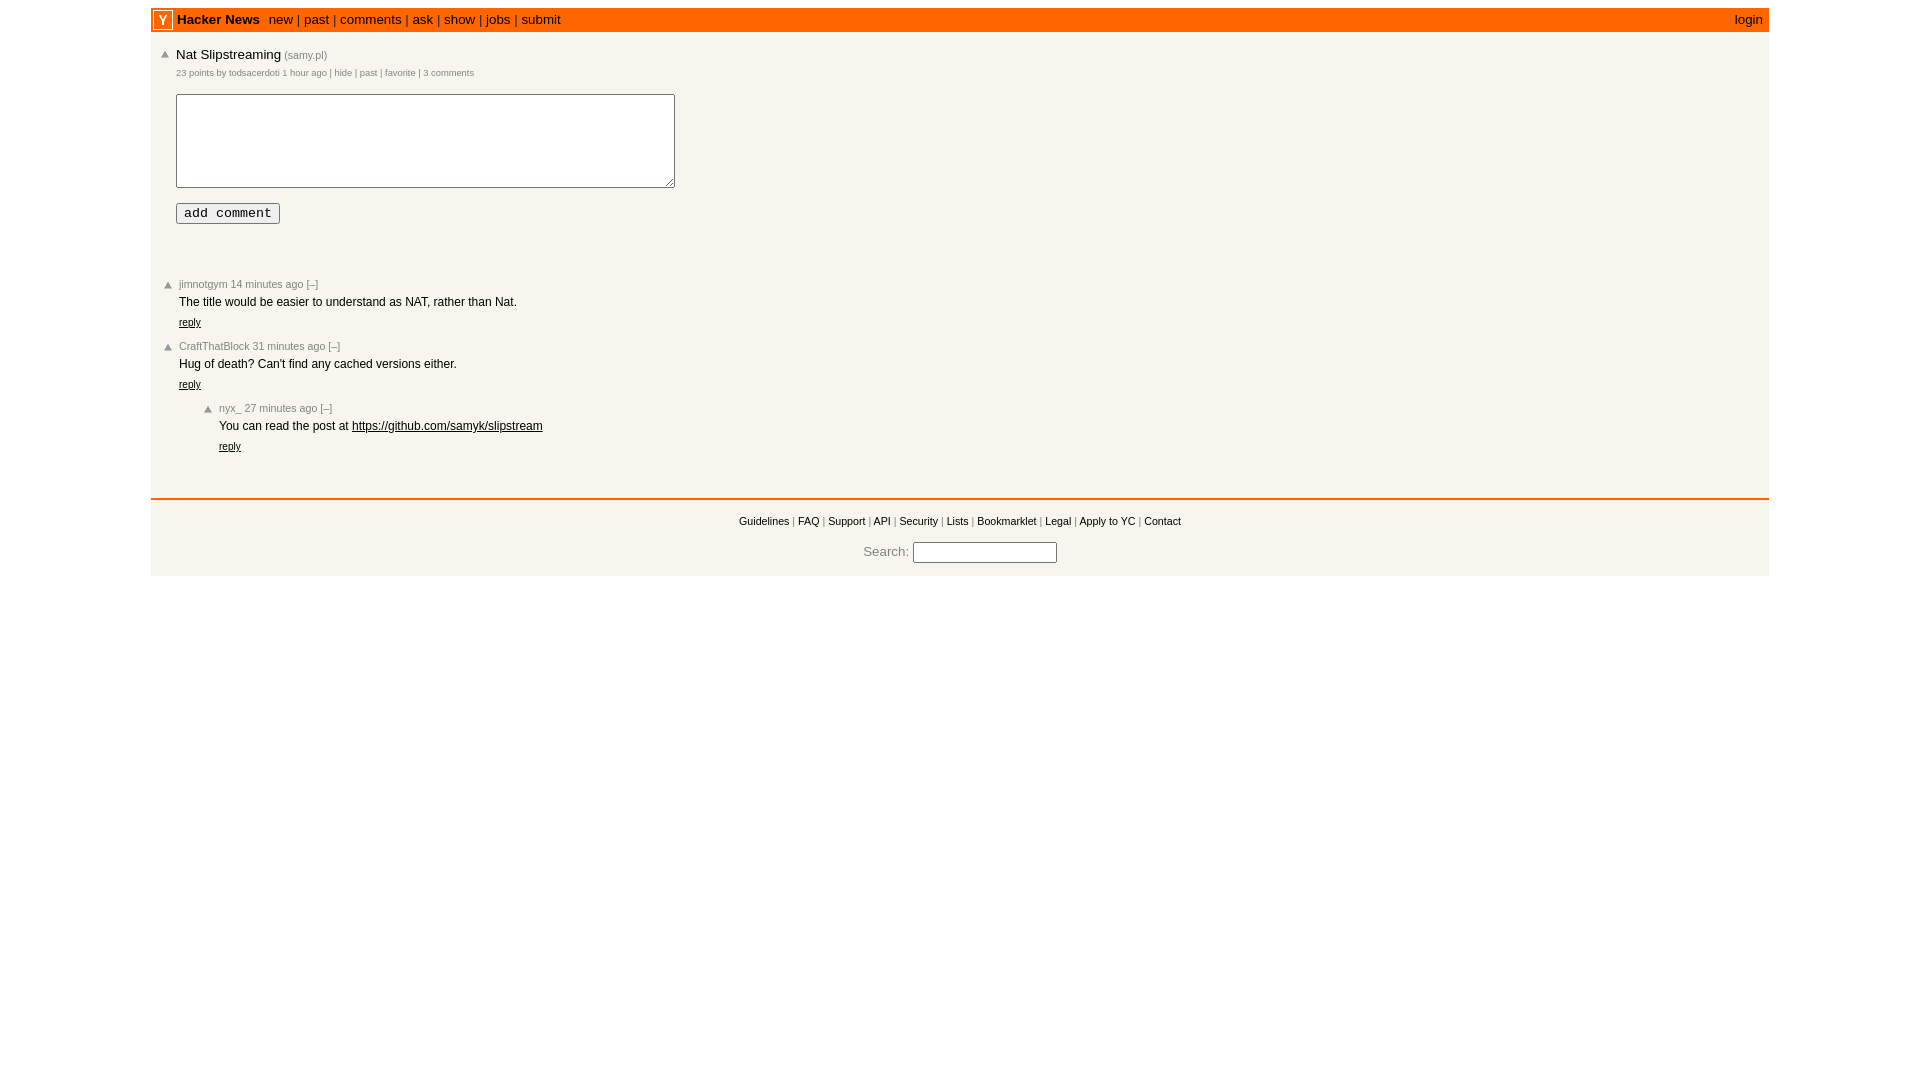 Y Hacker News new | past | comments | ask | show | jobs | submit login
Nat Slipstreaming (samy.pl)
23 points by todsacerdoti 1 hour ago | hide | past | favorite | 3 comments
add comment
jimnotgym 14 minutes ago [–]
The title would be easier to understand as NAT, rather than Nat.
reply
CraftThatBlock 31 minutes ago [–]
Hug of death? Can't find any cached versions either.
reply
nyx_ 27 minutes ago [–]
You can read the post at https://github.com/samyk/slipstream
reply
Guidelines | FAQ | Support | API | Security | Lists | Bookmarklet | Legal | Apply to YC | Contact
Search: